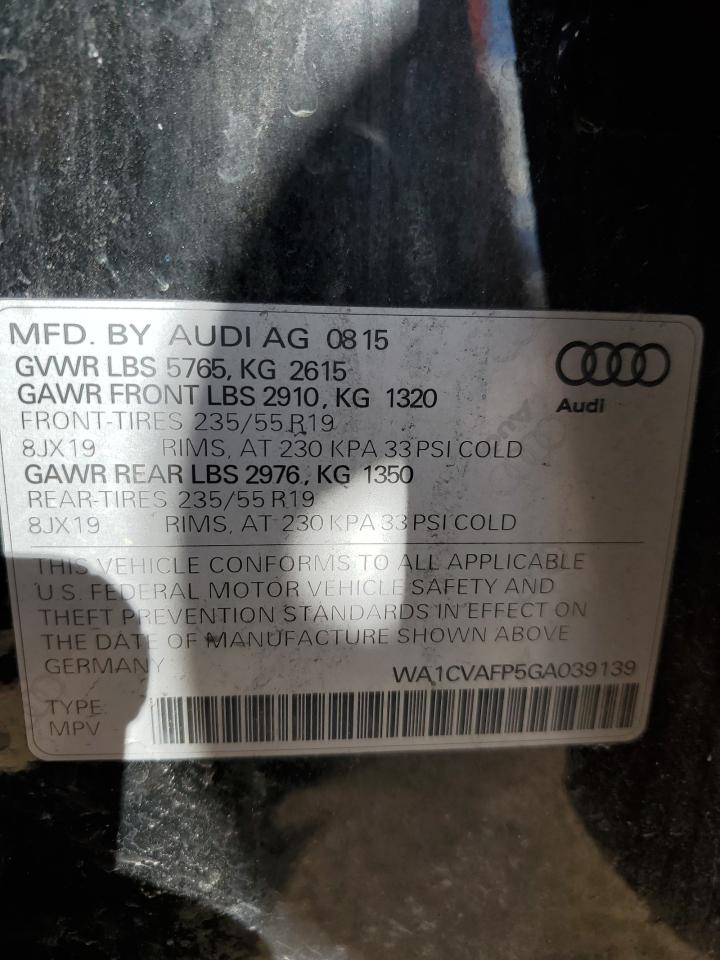 MFD. BY AUDI AG 0815
GVWR LBS 5765, KG 2615
GAWR FRONT LBS 2910, KG 1320
FRONT-TIRES 235/55 R19
8JX19 RIMS, AT 230 KPA 33 PSI COLD
GAWR REAR LBS 2976, KG 1350
REAR-TIRES 235/55 R19
8JX19 RIMS, AT 230 KPA 33 PSI COLD
Audi
THIS VEHICLE CONFORMS TO ALL APPLICABLE
U.S. FEDERAL MOTOR VEHICLE SAFETY AND
THEFT PREVENTION STANDARDS IN EFFECT ON
THE DATE OF MANUFACTURE SHOWN ABOVE
GERMANY WA1CVAFP5GA039139
TYPE:
MPV